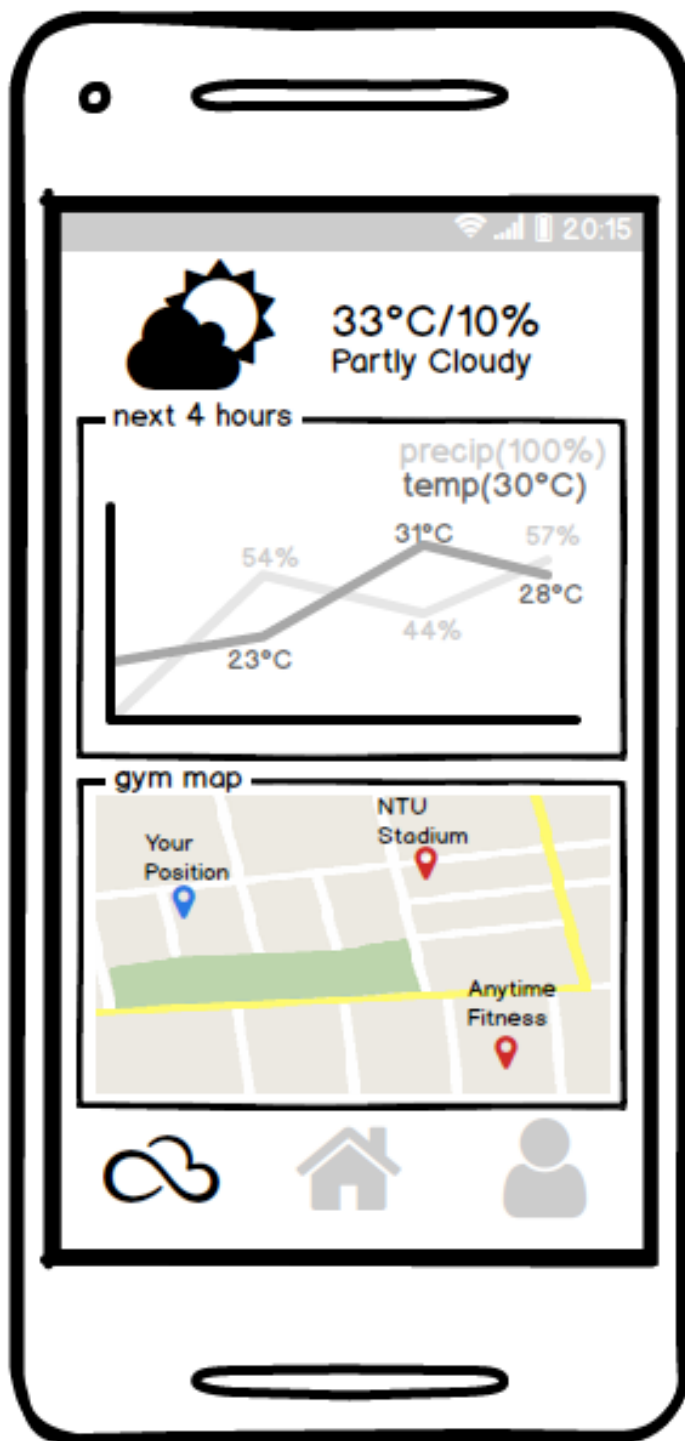 20:15
33°C/10%
Partly Cloudy
next 4 hours
precip(100%)
temp(30°C)
54%
31°C
57%
23°C
44%
28°C
gym map
NTU
Stadium
Your
Position
Anytime
Fitness